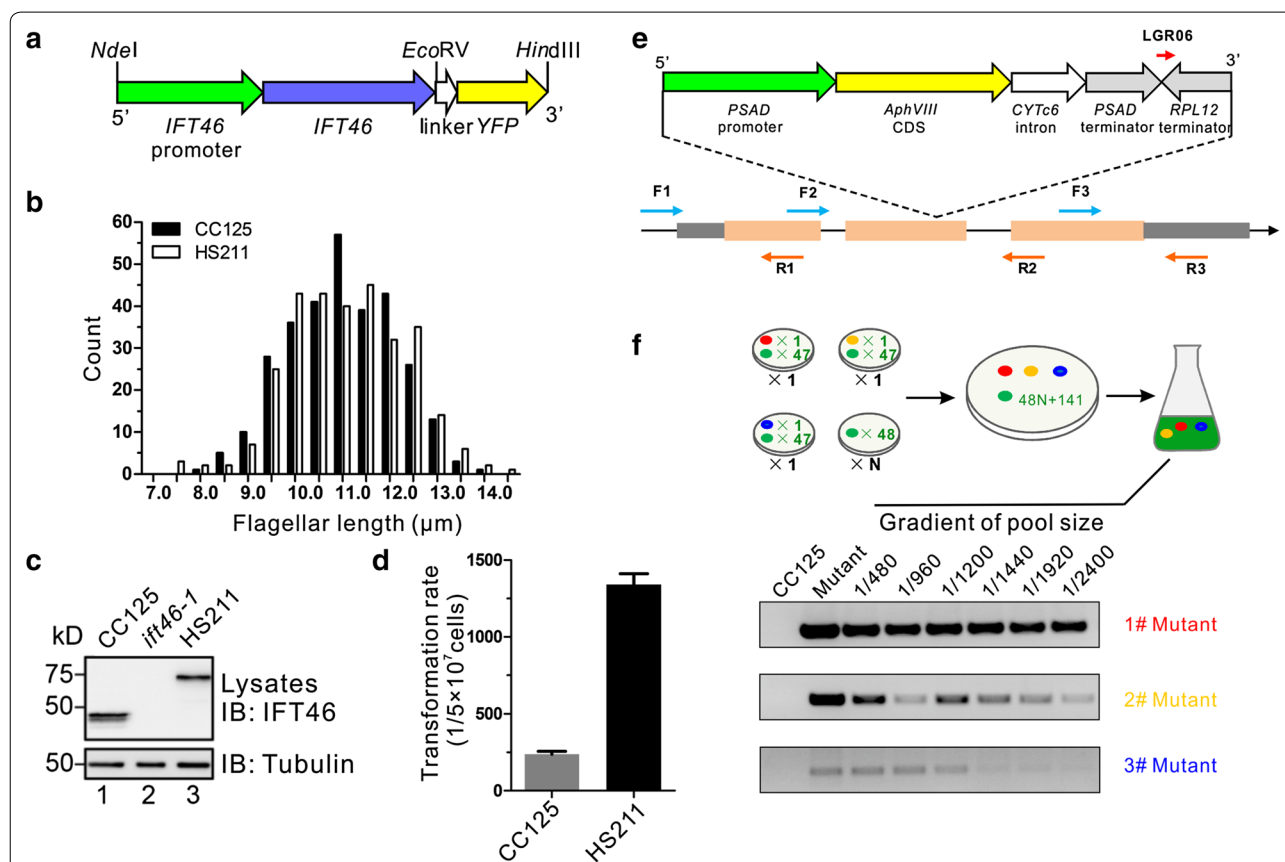 a
NdeI
EcoRV
HindIII
5'
3'
IFT46
promoter
IFT46
linker YFP
b
60
50
40
30
20
10
0
Count
CC125
HS211
7.0 8.0 9.0 10.0 11.0 12.0 13.0 14.0
Flagellar length (μm)
c
kD
CC125
ift46-1
HS211
75
50
Lysates
IB: IFT46
50
IB: Tubulin
1 2 3
d
Transformation rate
(1/5×10⁷cells)
1500
1000
500
0
CC125
HS211
e
LGR06
5'
3'
PSAD
promoter
AphVIII
CDS
CYTc6
intron
PSAD
terminator
RPL12
terminator
F1
F2
F3
R1
R2
R3
f
× 1
× 47
× 1
× 1
× 47
× 1
× 1
× 47
× 1
× 48
× N
48N+141
Gradient of pool size
CC125
Mutant
1/480
1/960
1/1200
1/1440
1/1920
1/2400
1# Mutant
2# Mutant
3# Mutant